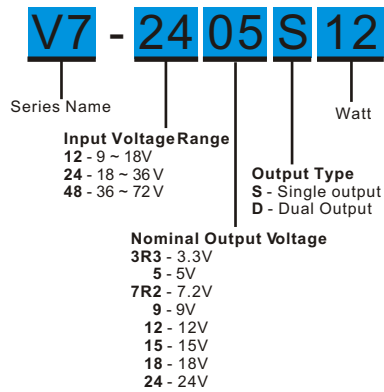 V7 - 24 05 S 12
Series Name
Watt
Input Voltage Range
12 - 9 ~ 18V
24 - 18 ~ 36V
48 - 36 ~ 72V
Output Type
S - Single output
D - Dual Output
Nominal Output Voltage
3R3 - 3.3V
5 - 5V
7R2 - 7.2V
9 - 9V
12 - 12V
15 - 15V
18 - 18V
24 - 24V